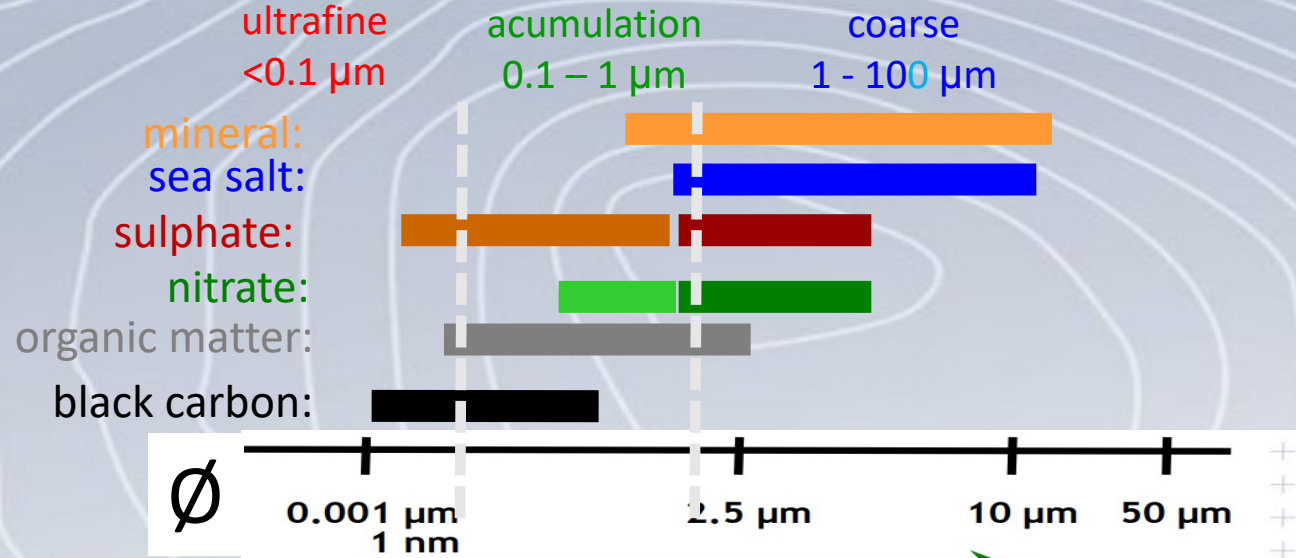 ultrafine
<0.1 µm
acumulation
0.1 – 1 µm
coarse
1 - 100 µm
mineral:
sea salt:
sulphate:
nitrate:
organic matter:
black carbon:
Ø
0.001 µm
1 nm
2.5 µm
10 µm
50 µm